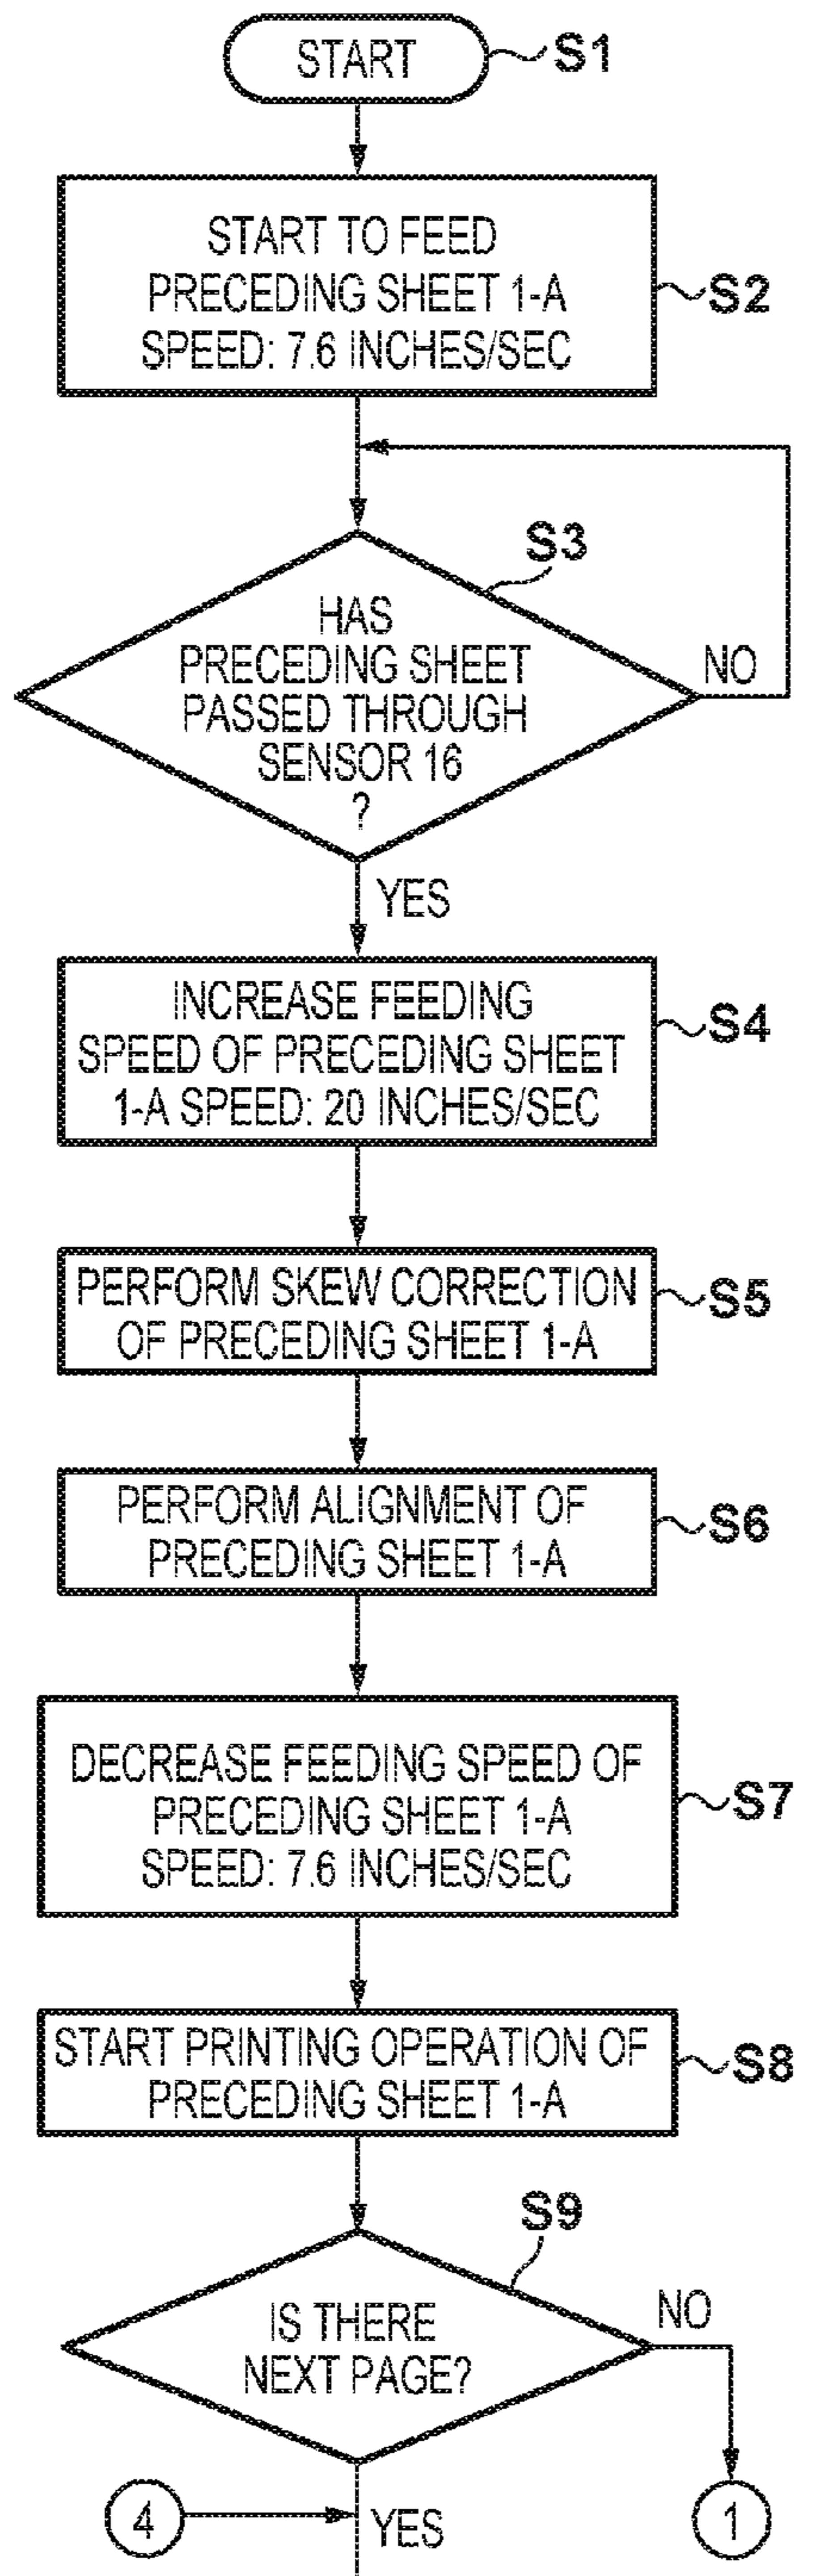 START
S1
START TO FEED
PRECEDING SHEET 1-A
SPEED: 7.6 INCHES/SEC
S2
S3
HAS
PRECEDING SHEET
PASSED THROUGH
SENSOR 16
?
NO
YES
INCREASE FEEDING
SPEED OF PRECEDING SHEET
1-A SPEED: 20 INCHES/SEC
S4
PERFORM SKEW CORRECTION
OF PRECEDING SHEET 1-A
S5
PERFORM ALIGNMENT OF
PRECEDING SHEET 1-A
S6
DECREASE FEEDING SPEED OF
PRECEDING SHEET 1-A
SPEED: 7.6 INCHES/SEC
S7
START PRINTING OPERATION OF
PRECEDING SHEET 1-A
S8
S9
IS THERE
NEXT PAGE?
NO
4
YES
1